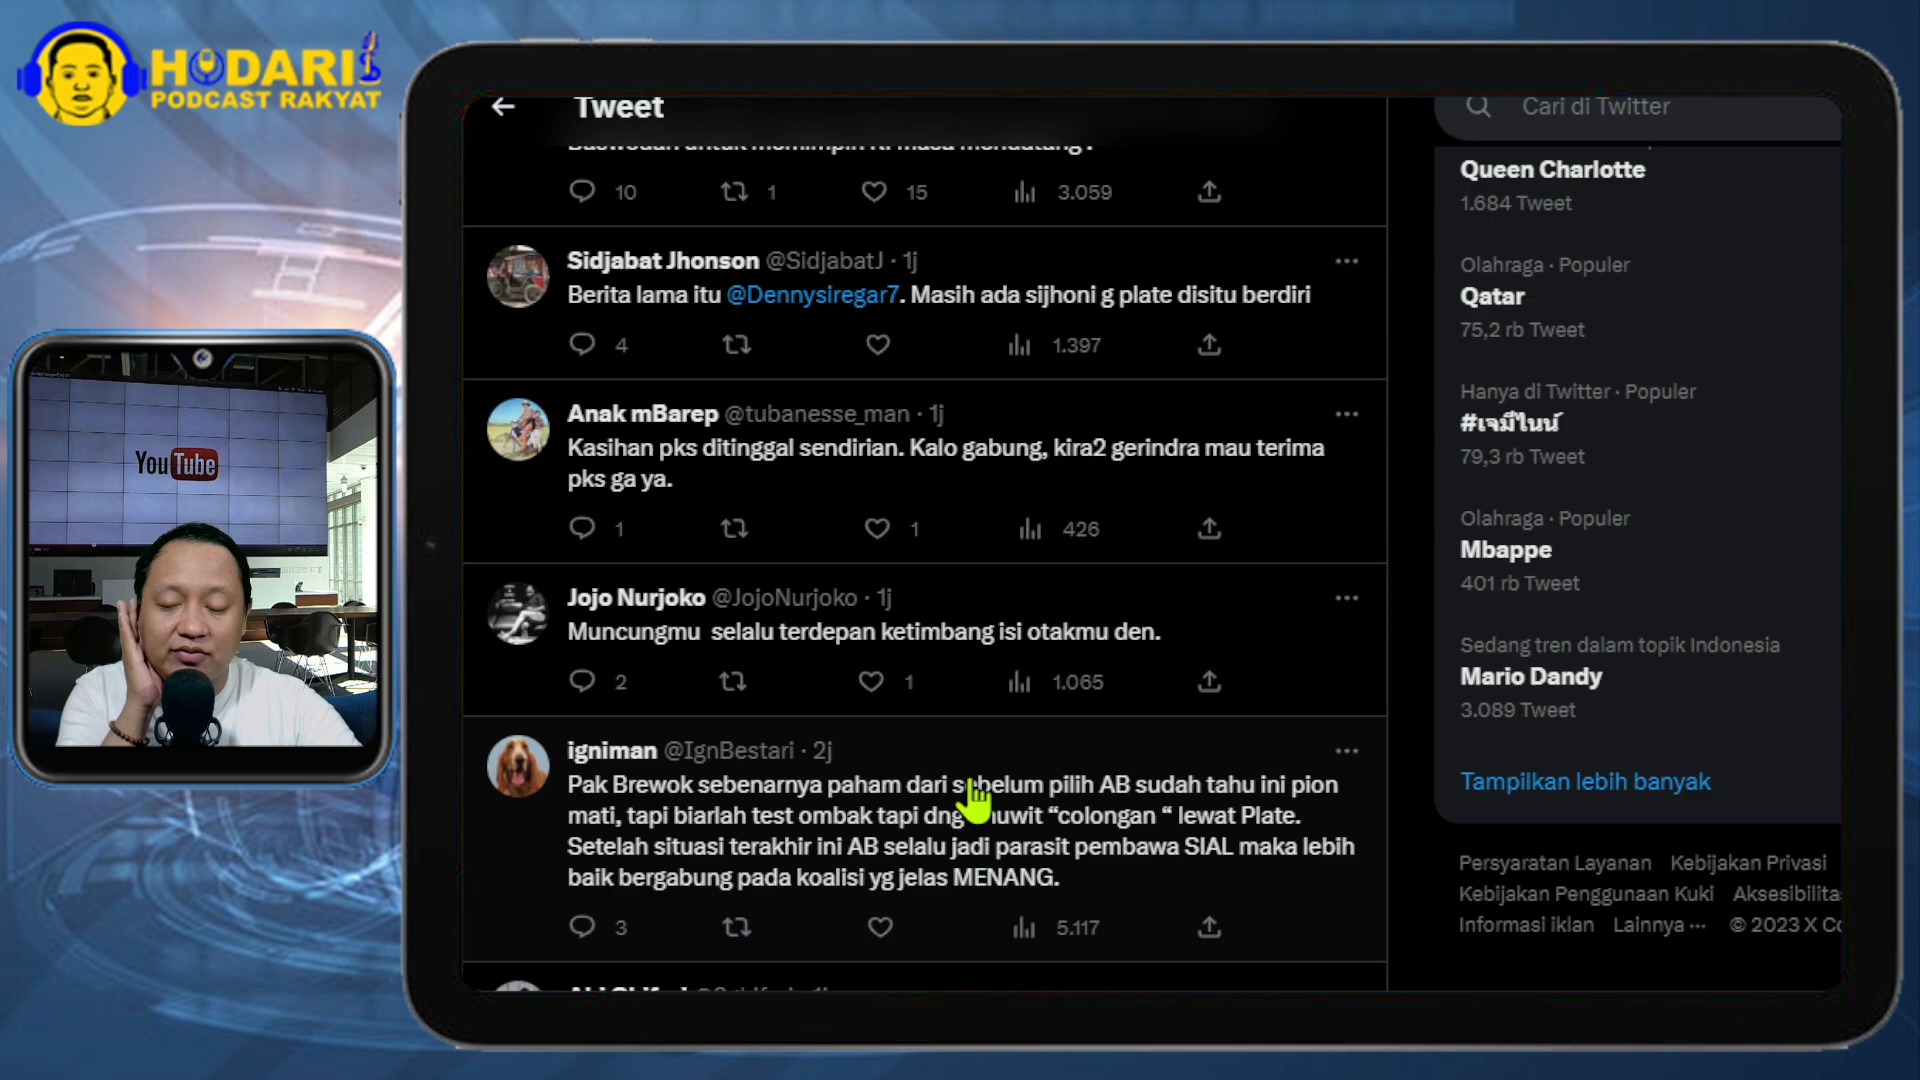 HODARI
PODCAST RAKYAT
YouTube
Tweet
10 1 15 3.059
Sidjabat Jhonson @SidjabatJ · 1j
Berita lama itu @Dennysiregar7. Masih ada sijhoni g plate disitu berdiri
4 1.397
Anak mBarep @tubanesse_man · 1j
Kasihan pks ditinggal sendirian. Kalo gabung, kira2 gerindra mau terima
pks ga ya.
1 1 426
Jojo Nurjoko @JojoNurjoko · 1j
Muncungmu selalu terdepan ketimbang isi otakmu den.
2 1 1.065
igniman @IgnBestari · 2j
Pak Brewok sebenarnya paham dari sebelum pilih AB sudah tahu ini pion
mati, tapi biarlah test ombak tapi dng uwit “colongan “ lewat Plate.
Setelah situasi terakhir ini AB selalu jadi parasit pembawa SIAL maka lebih
baik bergabung pada koalisi yg jelas MENANG.
3 5.117
Cari di Twitter
Queen Charlotte
1.684 Tweet
Olahraga · Populer
Qatar
75,2 rb Tweet
Hanya di Twitter · Populer
#เจมีไนน์
79,3 rb Tweet
Olahraga · Populer
Mbappe
401 rb Tweet
Sedang tren dalam topik Indonesia
Mario Dandy
3.089 Tweet
Tampilkan lebih banyak
Persyaratan Layanan Kebijakan Privasi
Kebijakan Penggunaan Kuki Aksesibilita
Informasi iklan Lainnya ··· © 2023 X Co